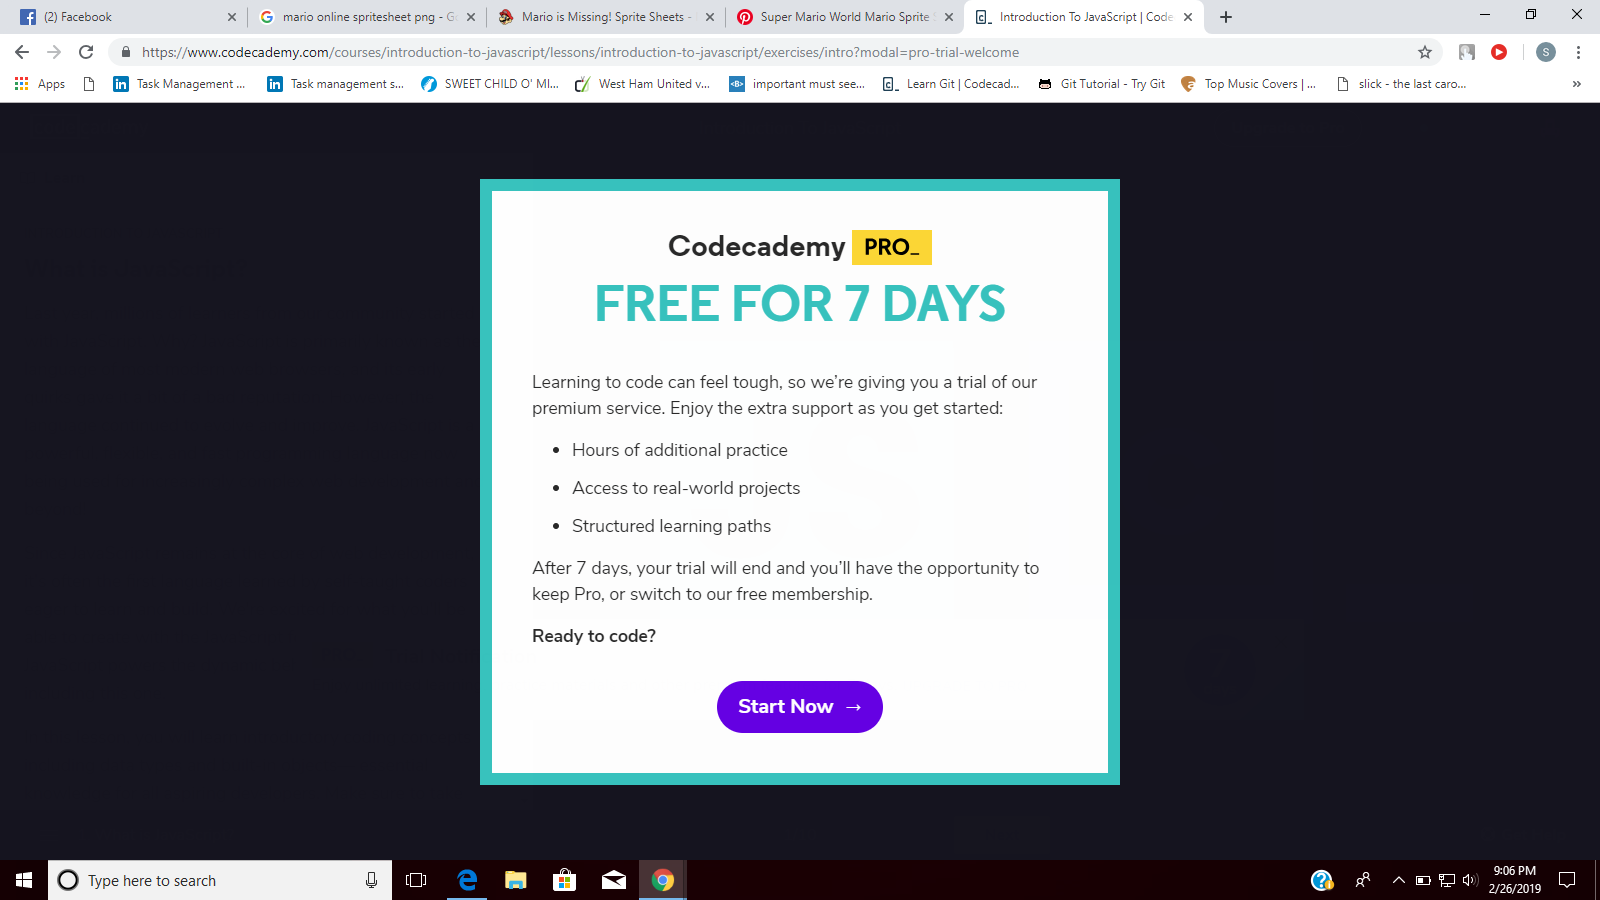 (2) Facebook
mario online spritesheet png - Go
Mario is Missing! Sprite Sheets -
Super Mario World Mario Sprite
Introduction To JavaScript | Code
https://www.codecademy.com/courses/introduction-to-javascript/lessons/introduction-to-javascript/exercises/intro?modal=pro-trial-welcome
S
Apps
Task Management ...
Task management s...
SWEET CHILD O' MI...
West Ham United v...
important must see...
Learn Git | Codecad...
Git Tutorial - Try Git
Top Music Covers | ...
slick - the last caro...
»
Codecademy PRO_
FREE FOR 7 DAYS
Learning to code can feel tough, so we’re giving you a trial of our
premium service. Enjoy the extra support as you get started:
• Hours of additional practice
• Access to real-world projects
• Structured learning paths
After 7 days, your trial will end and you’ll have the opportunity to
keep Pro, or switch to our free membership.
Ready to code?
Start Now →
Type here to search
9:06 PM
2/26/2019